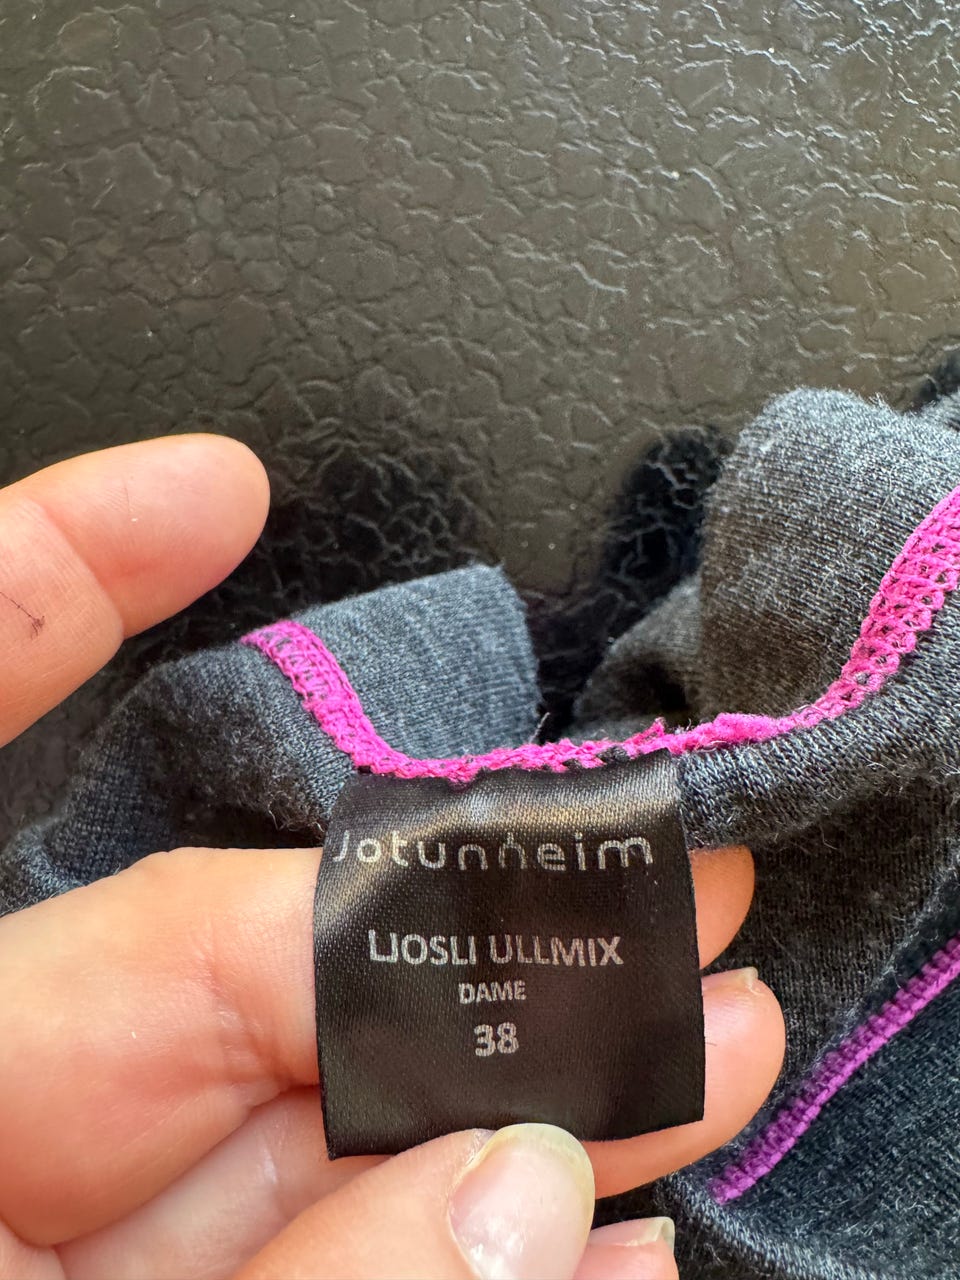 Jotunheim
LJOSLI ULLMIX
DAME
38